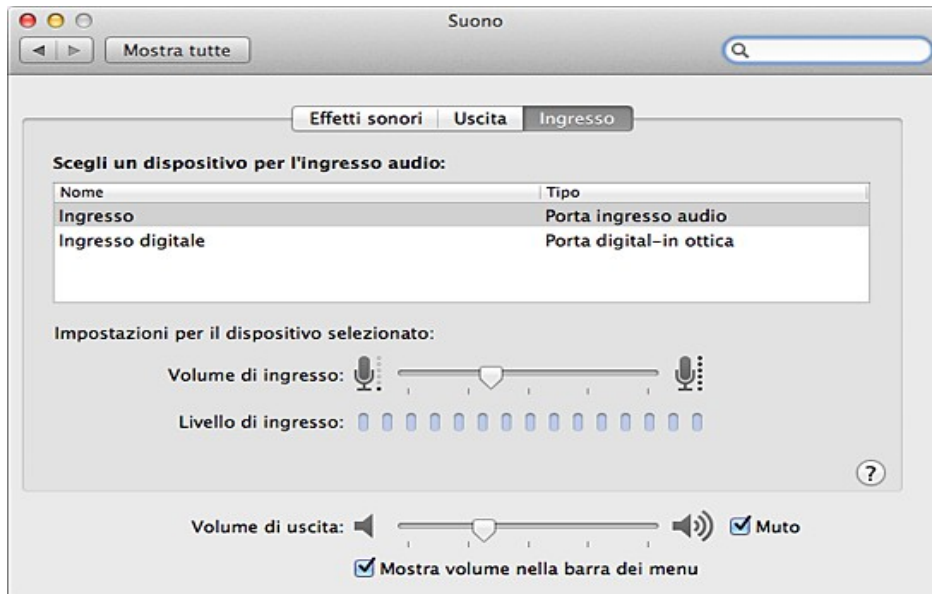 Suono
Mostra tutte
Effetti sonori Uscita Ingresso
Scegli un dispositivo per l'ingresso audio:
Nome Tipo
Ingresso Porta ingresso audio
Ingresso digitale Porta digital-in ottica
Impostazioni per il dispositivo selezionato:
Volume di ingresso:
Livello di ingresso:
?
Volume di uscita: Muto
Mostra volume nella barra dei menu